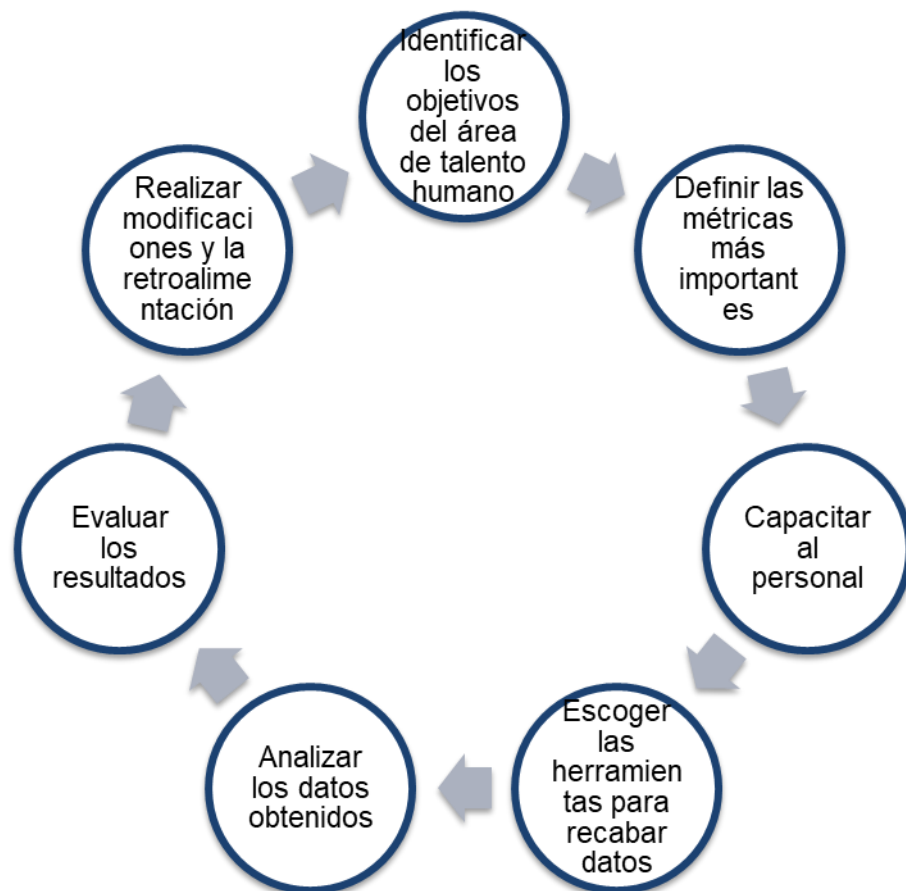 Identificar
los
objetivos
del área
de talento
humano
Definir las
métricas
más
important
es
Capacitar
al
personal
Escoger
las
herramien
tas para
recabar
datos
Analizar
los datos
obtenidos
Evaluar
los
resultados
Realizar
modificaci
ones y la
retroalime
ntación